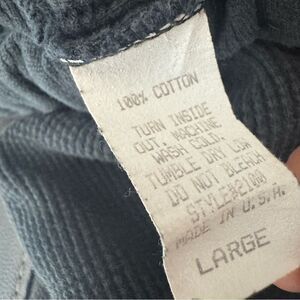 100% COTTON
TURN INSIDE
OUT. MACHINE
WASH COLD.
TUMBLE DRY LOW
DO NOT BLEACH
STYLE#2100
MADE IN U.S.A.
LARGE